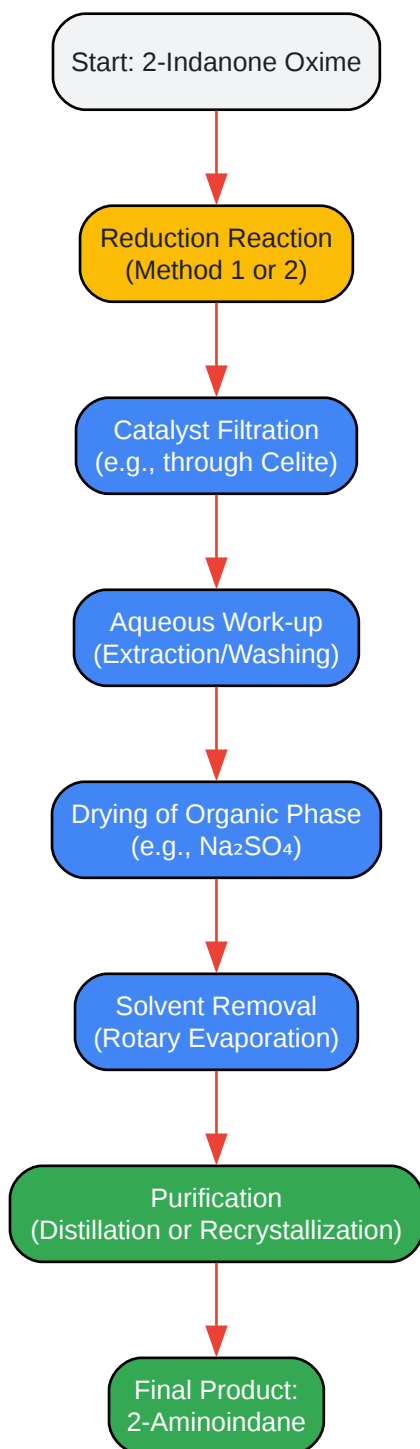 Start: 2-Indanone Oxime
Reduction Reaction
(Method 1 or 2)
Catalyst Filtration
(e.g., through Celite)
Aqueous Work-up
(Extraction/Washing)
Drying of Organic Phase
(e.g., Na₂SO₄)
Solvent Removal
(Rotary Evaporation)
Purification
(Distillation or Recrystallization)
Final Product:
2-Aminoindane